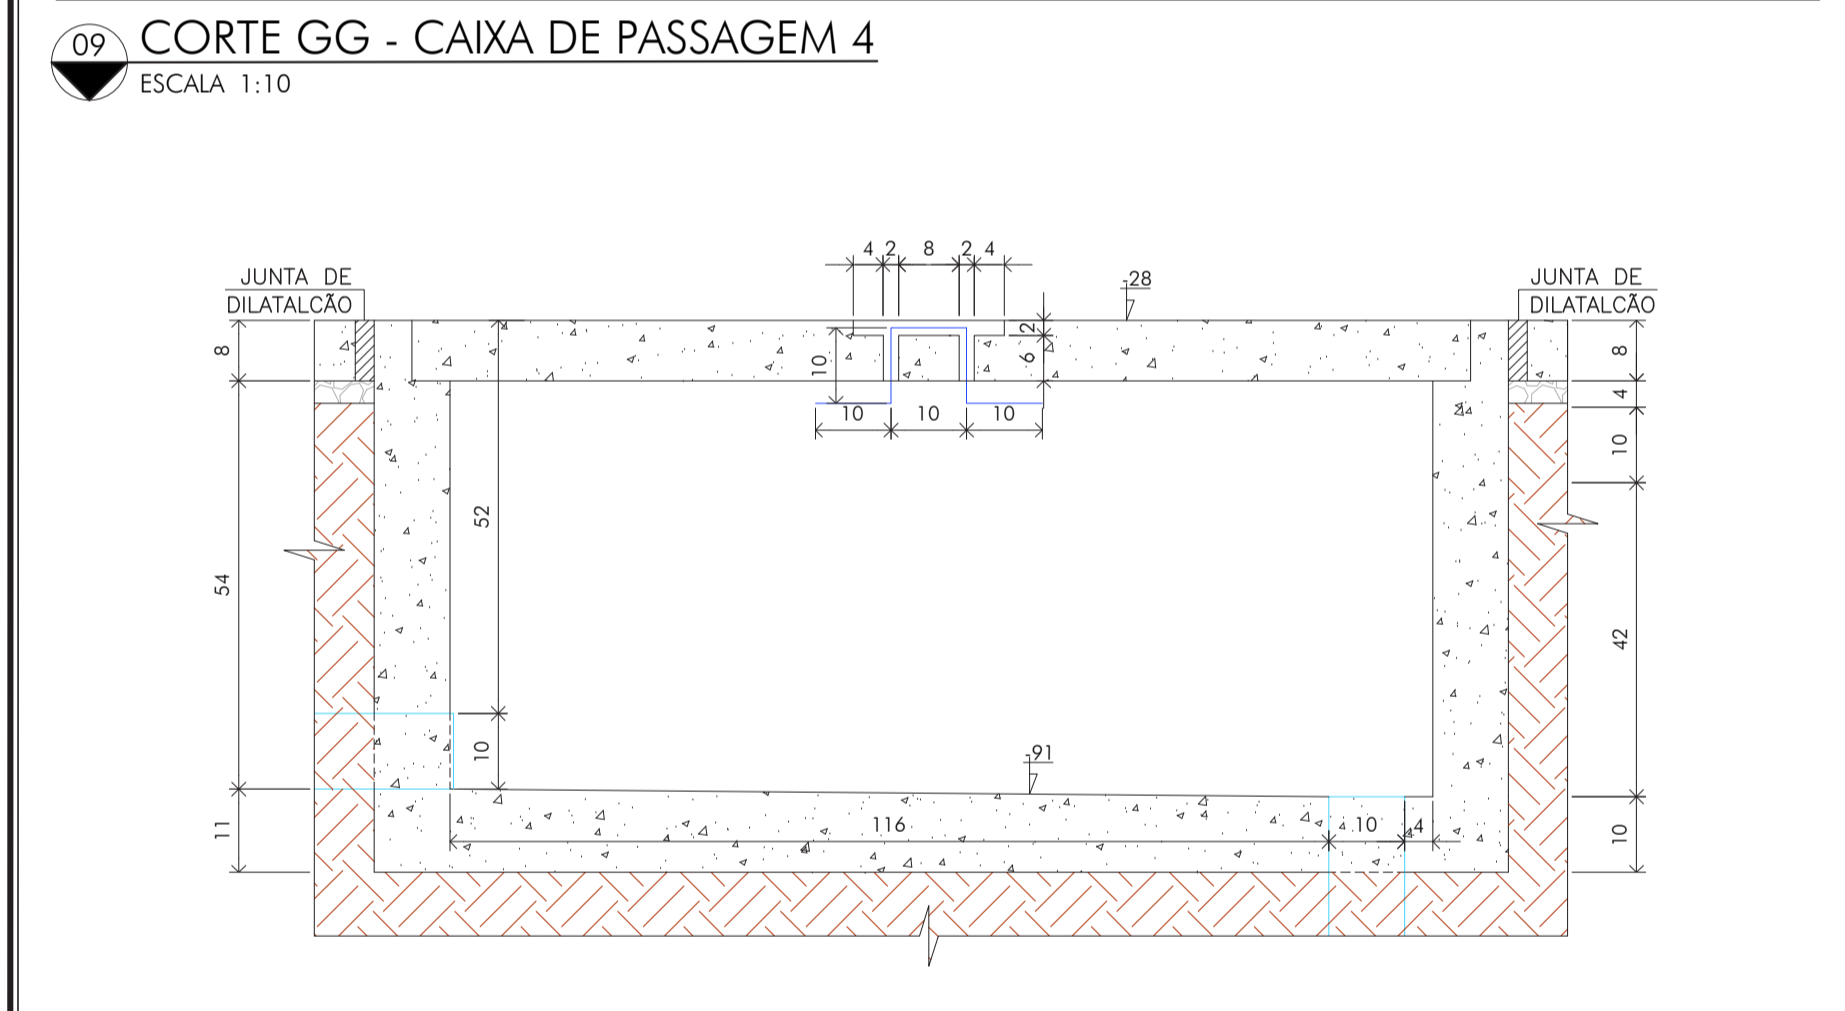 09 CORTE GG - CAIXA DE PASSAGEM 4
ESCALA 1:10
4 2 8 2 4
JUNTA DE
DILATALCÃO
-28
JUNTA DE
DILATALCÃO
8
10
2
6
8
4
10 10 10
10
52
54
42
10
-91
11
116
10
4
10